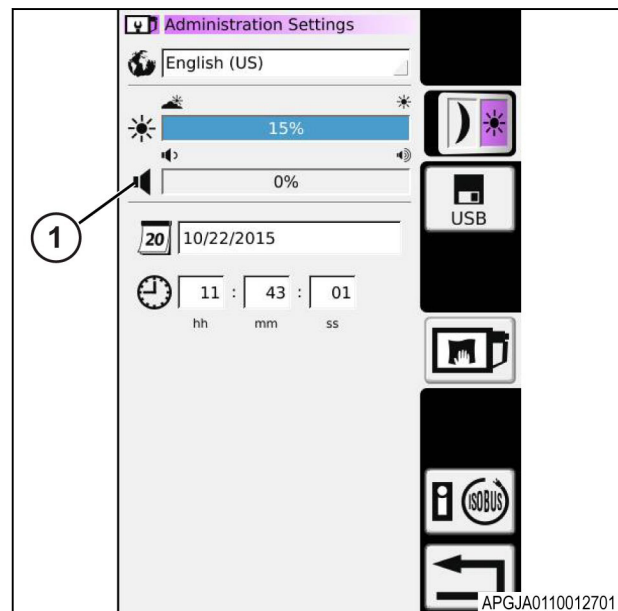 Administration Settings
English (US)
15%
0%
USB
1
20 10/22/2015
11 : 43 : 01
hh mm ss
ISOBUS
APGJA0110012701